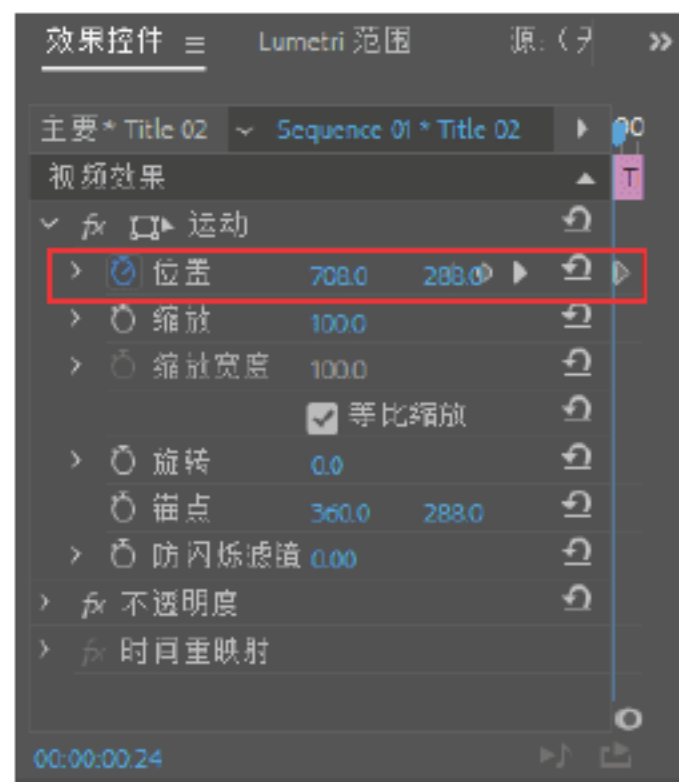 效果控件 Lumetri 范围 源:(无
主要* Title 02 Sequence 01 * Title 02 00
视频效果 T
fx 运动
位置 708.0 288.0
缩放 100.0
缩放宽度 100.0
等比缩放
旋转 0.0
锚点 360.0 288.0
防闪烁滤镜 0.00
fx 不透明度
fx 时间重映射
00:00:00:24